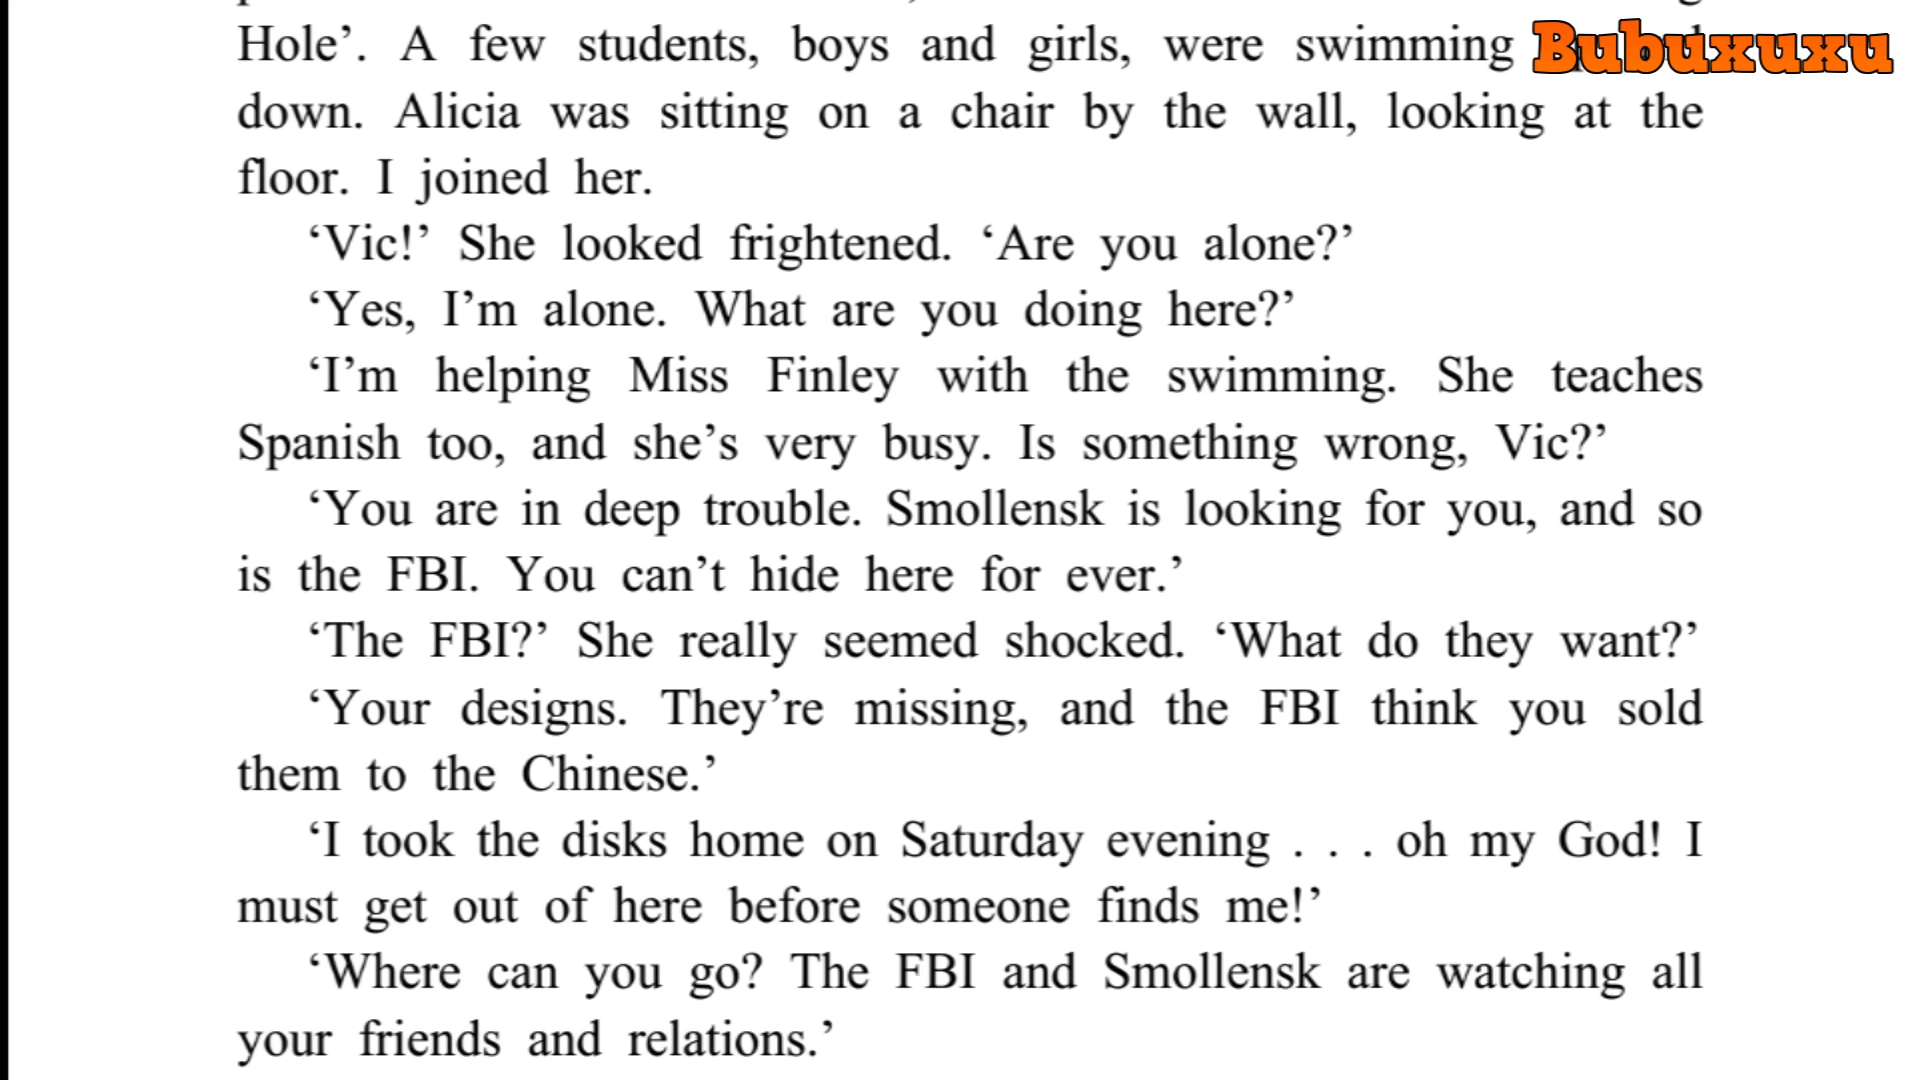 Hole’. A few students, boys and girls, were swimming
Bubuxuxu
down. Alicia was sitting on a chair by the wall, looking at the
floor. I joined her.
‘Vic!’ She looked frightened. ‘Are you alone?’
‘Yes, I’m alone. What are you doing here?’
‘I’m helping Miss Finley with the swimming. She teaches
Spanish too, and she’s very busy. Is something wrong, Vic?’
‘You are in deep trouble. Smollensk is looking for you, and so
is the FBI. You can’t hide here for ever.’
‘The FBI?’ She really seemed shocked. ‘What do they want?’
‘Your designs. They’re missing, and the FBI think you sold
them to the Chinese.’
‘I took the disks home on Saturday evening . . . oh my God! I
must get out of here before someone finds me!’
‘Where can you go? The FBI and Smollensk are watching all
your friends and relations.’